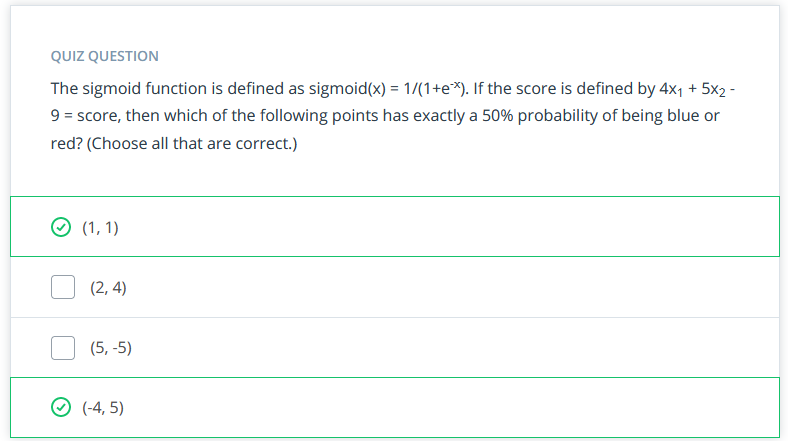 QUIZ QUESTION
The sigmoid function is defined as sigmoid(x) = 1/(1+e⁻ˣ). If the score is defined by 4x₁ + 5x₂ -
9 = score, then which of the following points has exactly a 50% probability of being blue or
red? (Choose all that are correct.)
(1, 1)
(2, 4)
(5, -5)
(-4, 5)